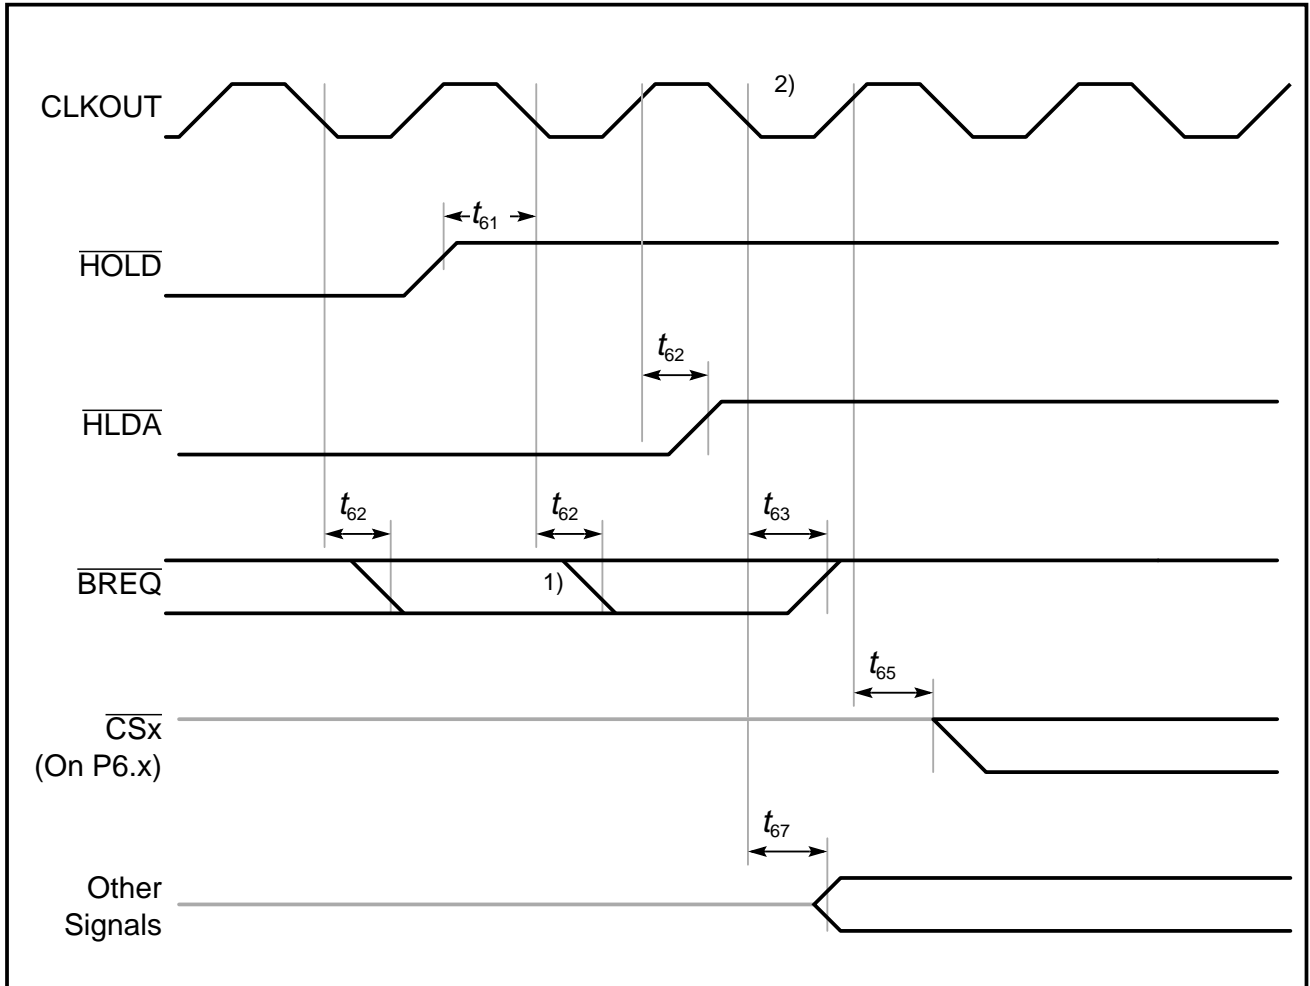 2)
CLKOUT
t61
HOLD
t62
HLDA
t62
t62
t63
BREQ
1)
t65
CSx
(On P6.x)
t67
Other
Signals